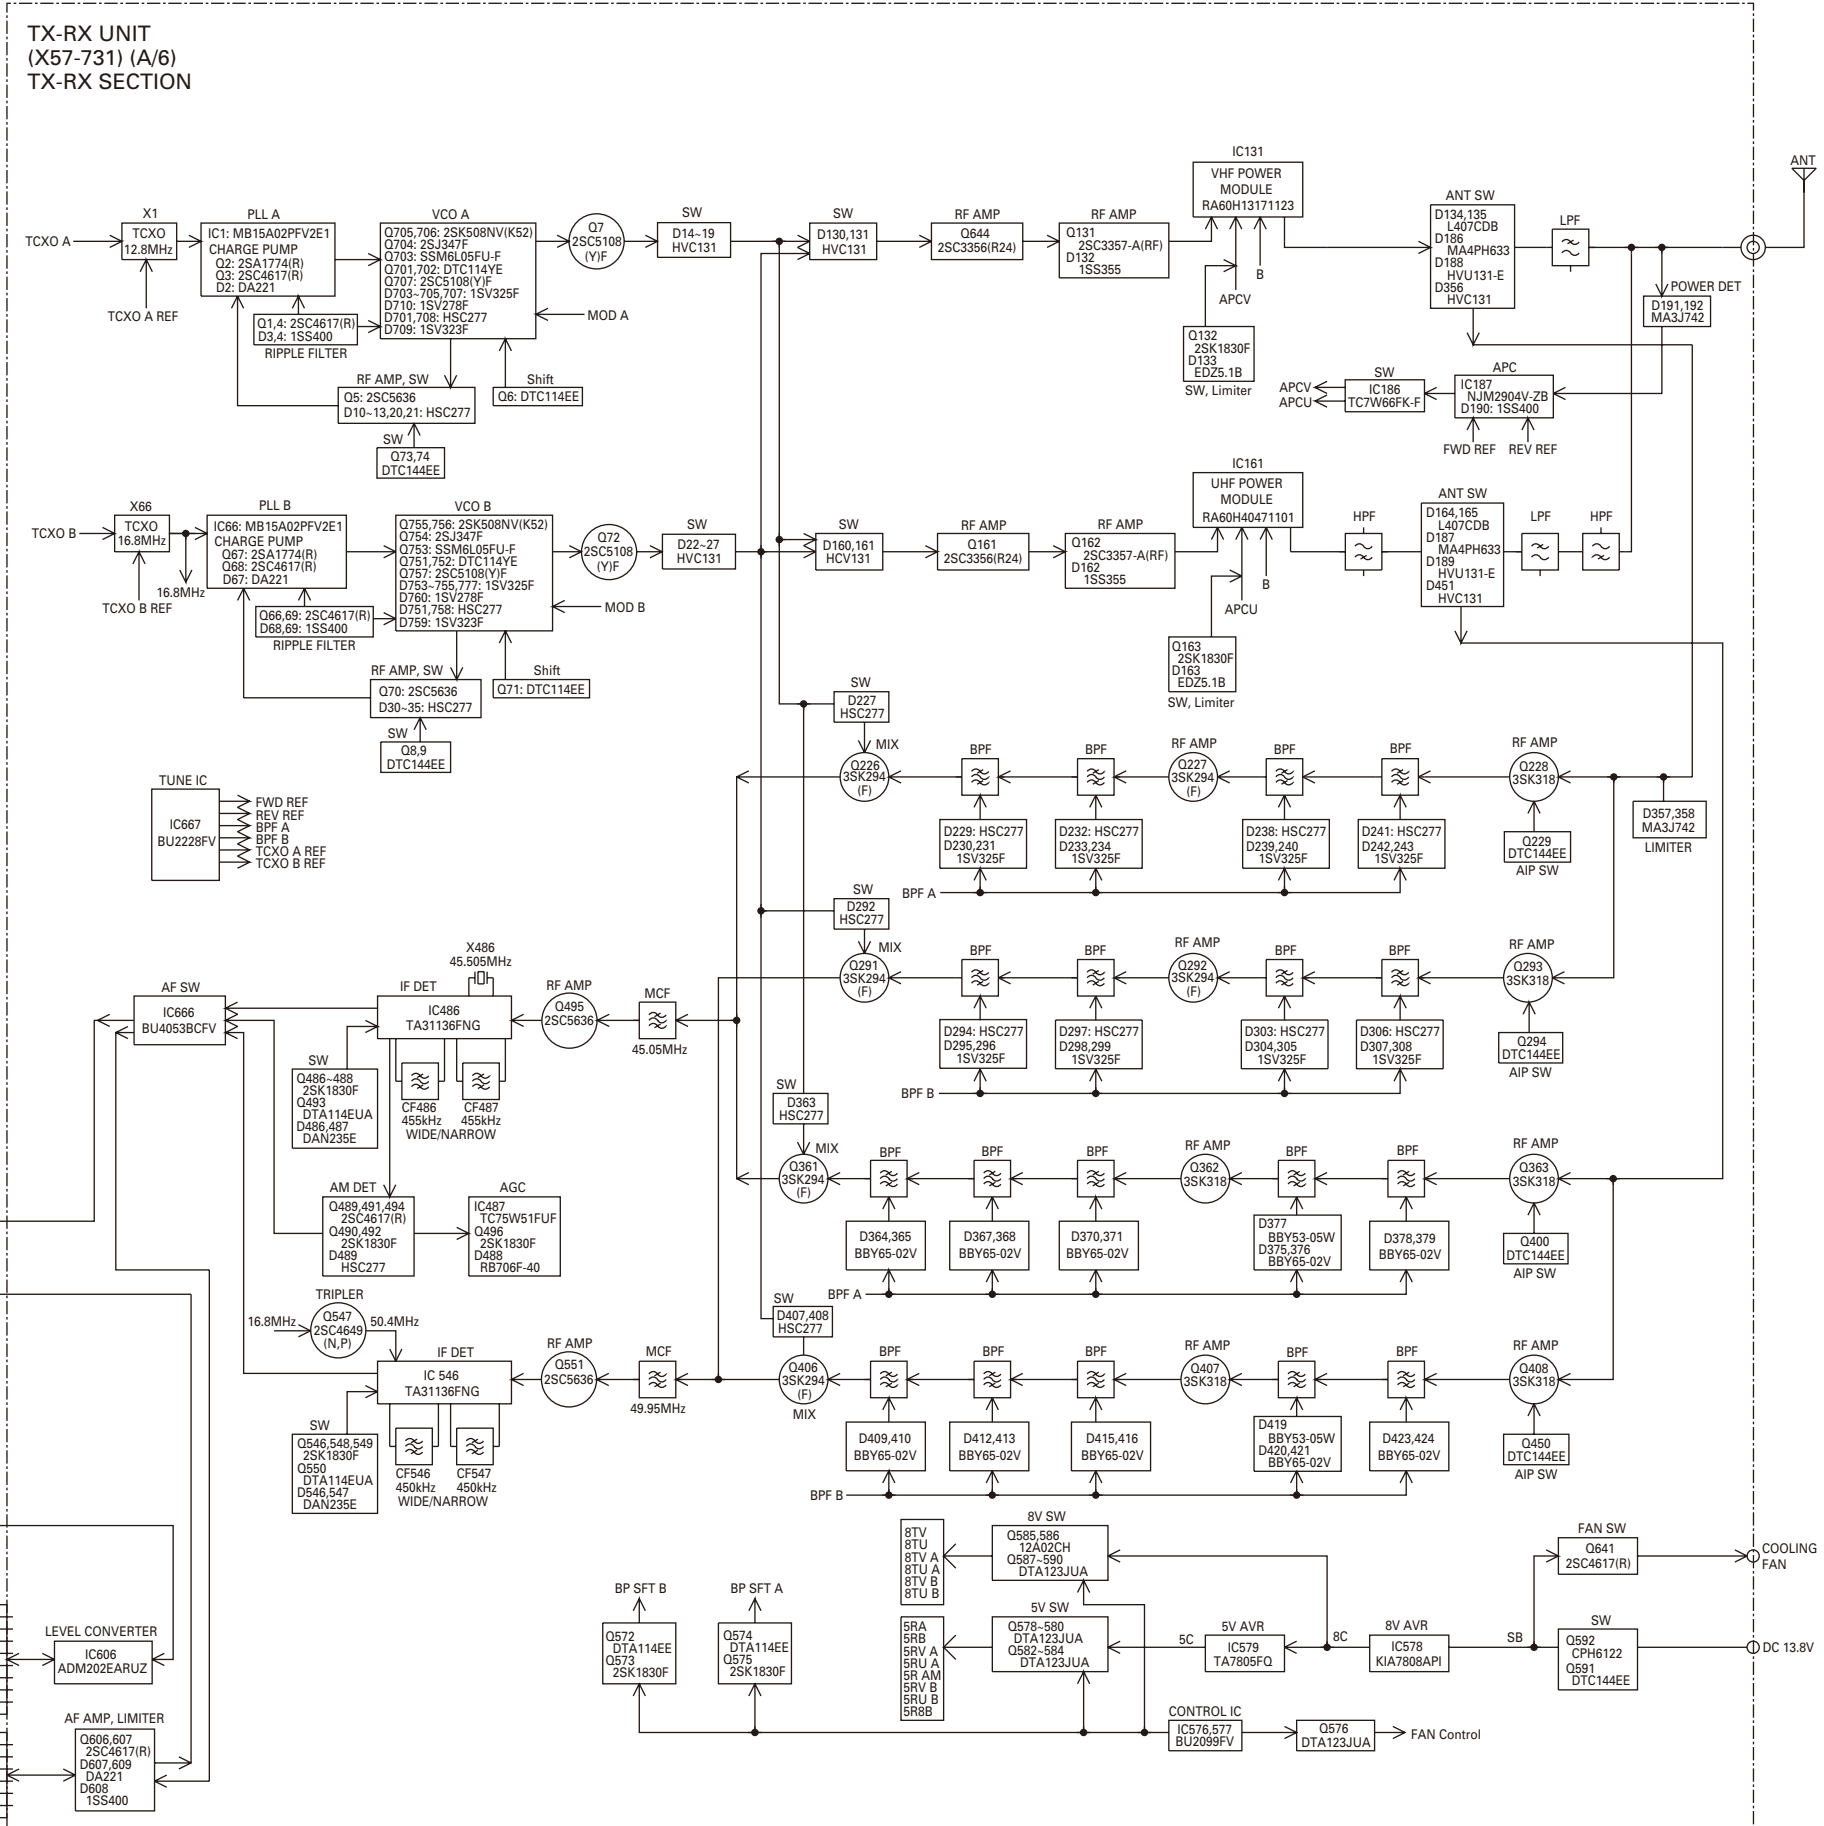 TX-RX UNIT
(X57-731) (A/6)
TX-RX SECTION
ANT
TCXO A
X1
TCXO
12.8MHz
TCXO A REF
PLL A
IC1: MB15A02PFV2E1
CHARGE PUMP
Q2: 2SA1774(R)
Q3: 2SC4617(R)
D2: DA221
Q1,4: 2SC4617(R)
D3,4: 1SS400
RIPPLE FILTER
VCO A
Q705,706: 2SK508NV(K52)
Q704: 2SJ347F
Q703: SSM6L05FU-F
Q701,702: DTC114YE
Q707: 2SC5108(Y)F
D703~705,707: 1SV325F
D710: 1SV278F
D701,708: HSC277
D709: 1SV323F
MOD A
RF AMP, SW
Q5: 2SC5636
D10~13,20,21: HSC277
Shift
Q6: DTC114EE
SW
Q73,74
DTC144EE
Q7
2SC5108
(Y)F
SW
D14~19
HVC131
SW
D130,131
HVC131
RF AMP
Q644
2SC3356(R24)
RF AMP
Q131
2SC3357-A(RF)
D132
1SS355
IC131
VHF POWER
MODULE
RA60H13171123
APCV
B
Q132
2SK1830F
D133
EDZ5.1B
SW, Limiter
ANT SW
D134,135
L407CDB
D186
MA4PH633
D188
HVU131-E
D356
HVC131
LPF
POWER DET
D191,192
MA3J742
APC
IC187
NJM2904V-ZB
D190: 1SS400
FWD REF
REV REF
SW
IC186
TC7W66FK-F
APCV
APCU
TCXO B
X66
TCXO
16.8MHz
16.8MHz
TCXO B REF
PLL B
IC66: MB15A02PFV2E1
CHARGE PUMP
Q67: 2SA1774(R)
Q68: 2SC4617(R)
D67: DA221
Q66,69: 2SC4617(R)
D68,69: 1SS400
RIPPLE FILTER
VCO B
Q755,756: 2SK508NV(K52)
Q754: 2SJ347F
Q753: SSM6L05FU-F
Q751,752: DTC114YE
Q757: 2SC5108(Y)F
D753~755,777: 1SV325F
D760: 1SV278F
D751,758: HSC277
D759: 1SV323F
MOD B
RF AMP, SW
Q70: 2SC5636
D30~35: HSC277
Shift
Q71: DTC114EE
SW
Q8,9
DTC144EE
Q72
2SC5108
(Y)F
SW
D22~27
HVC131
SW
D160,161
HCV131
RF AMP
Q161
2SC3356(R24)
RF AMP
Q162
2SC3357-A(RF)
D162
1SS355
IC161
UHF POWER
MODULE
RA60H40471101
APCU
B
Q163
2SK1830F
D163
EDZ5.1B
SW, Limiter
HPF
ANT SW
D164,165
L407CDB
D187
MA4PH633
D189
HVU131-E
D451
HVC131
LPF
HPF
TUNE IC
IC667
BU2228FV
FWD REF
REV REF
BPF A
BPF B
TCXO A REF
TCXO B REF
SW
D227
HSC277
MIX
Q226
3SK294
(F)
BPF
BPF
RF AMP
Q227
3SK294
(F)
BPF
BPF
RF AMP
Q228
3SK318
D229: HSC277
D230,231
1SV325F
D232: HSC277
D233,234
1SV325F
D238: HSC277
D239,240
1SV325F
D241: HSC277
D242,243
1SV325F
Q229
DTC144EE
AIP SW
D357,358
MA3J742
LIMITER
BPF A
SW
D292
HSC277
MIX
Q291
3SK294
(F)
BPF
BPF
RF AMP
Q292
3SK294
(F)
BPF
BPF
RF AMP
Q293
3SK318
D294: HSC277
D295,296
1SV325F
D297: HSC277
D298,299
1SV325F
D303: HSC277
D304,305
1SV325F
D306: HSC277
D307,308
1SV325F
Q294
DTC144EE
AIP SW
BPF B
AF SW
IC666
BU4053BCFV
X486
45.505MHz
IF DET
IC486
TA31136FNG
RF AMP
Q495
2SC5636
MCF
45.05MHz
SW
Q486~488
2SK1830F
Q493
DTA114EUA
D486,487
DAN235E
CF486
455kHz
CF487
455kHz
WIDE/NARROW
AM DET
Q489,491,494
2SC4617(R)
Q490,492
2SK1830F
D489
HSC277
AGC
IC487
TC75W51FUF
Q496
2SK1830F
D488
RB706F-40
SW
D363
HSC277
MIX
Q361
3SK294
(F)
BPF
BPF
BPF
RF AMP
Q362
3SK318
BPF
BPF
RF AMP
Q363
3SK318
D364,365
BBY65-02V
D367,368
BBY65-02V
D370,371
BBY65-02V
D377
BBY53-05W
D375,376
BBY65-02V
D378,379
BBY65-02V
Q400
DTC144EE
AIP SW
BPF A
TRIPLER
16.8MHz
Q547
2SC4649
(N,P)
50.4MHz
IF DET
IC 546
TA31136FNG
RF AMP
Q551
2SC5636
MCF
49.95MHz
SW
Q546,548,549
2SK1830F
Q550
DTA114EUA
D546,547
DAN235E
CF546
450kHz
CF547
450kHz
WIDE/NARROW
SW
D407,408
HSC277
Q406
3SK294
(F)
MIX
BPF
BPF
BPF
RF AMP
Q407
3SK318
BPF
BPF
RF AMP
Q408
3SK318
D409,410
BBY65-02V
D412,413
BBY65-02V
D415,416
BBY65-02V
D419
BBY53-05W
D420,421
BBY65-02V
D423,424
BBY65-02V
Q450
DTC144EE
AIP SW
BPF B
8TV
8TU
8TV A
8TU A
8TV B
8TU B
8V SW
Q585,586
12A02CH
Q587~590
DTA123JUA
FAN SW
Q641
2SC4617(R)
COOLING
FAN
BP SFT B
Q572
DTA114EE
Q573
2SK1830F
BP SFT A
Q574
DTA114EE
Q575
2SK1830F
5RA
5RB
5RV A
5RU A
5R AM
5RV B
5RU B
5R8B
5V SW
Q578~580
DTA123JUA
Q582~584
DTA123JUA
5C
5V AVR
IC579
TA7805FQ
8C
8V AVR
IC578
KIA7808API
SB
SW
Q592
CPH6122
Q591
DTC144EE
DC 13.8V
LEVEL CONVERTER
IC606
ADM202EARUZ
CONTROL IC
IC576,577
BU2099FV
Q576
DTA123JUA
FAN Control
AF AMP, LIMITER
Q606,607
2SC4617(R)
D607,609
DA221
D608
1SS400